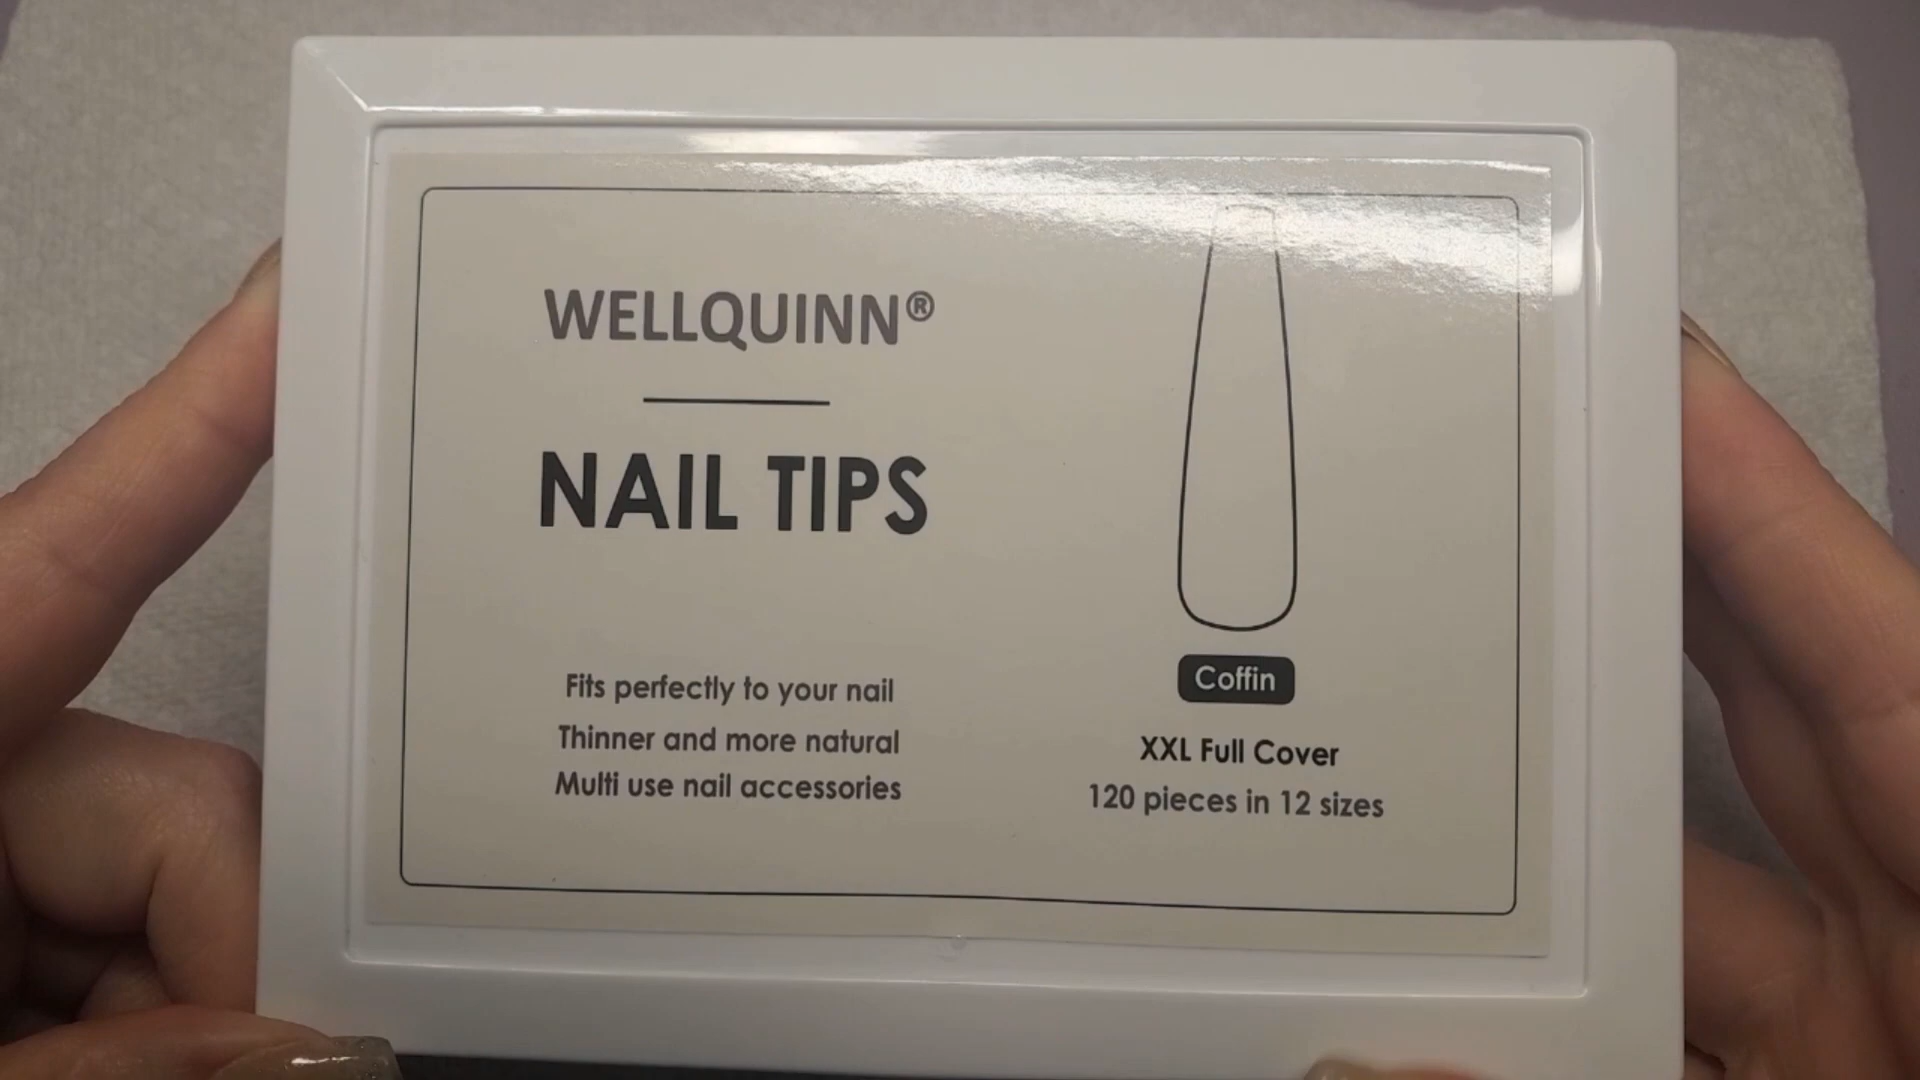 WELLQUINN®
NAIL TIPS
Fits perfectly to your nail
Thinner and more natural
Multi use nail accessories
Coffin
XXL Full Cover
120 pieces in 12 sizes